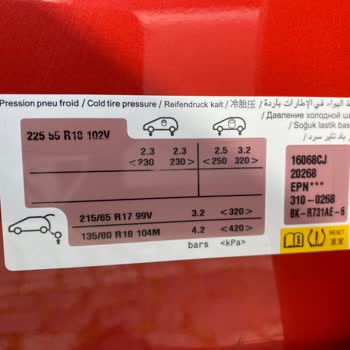 Pression pneu froid / Cold tire pressure / Reifendruck kalt / 冷胎压 / ط الهواء في الإطارات باردة /
/ Давление холодной ш
/ Soğuk lastik bas
سرد /
225 55 R18 102V
2.3 2.3 2.5 3.2
<230 230> <250 320>
215/65 R17 99V 3.2 <320>
135/80 R18 104M 4.2 <420>
bars <kPa>
16068CJ
20268
EPN***
310-0268
8K-R731AE-6
RESET